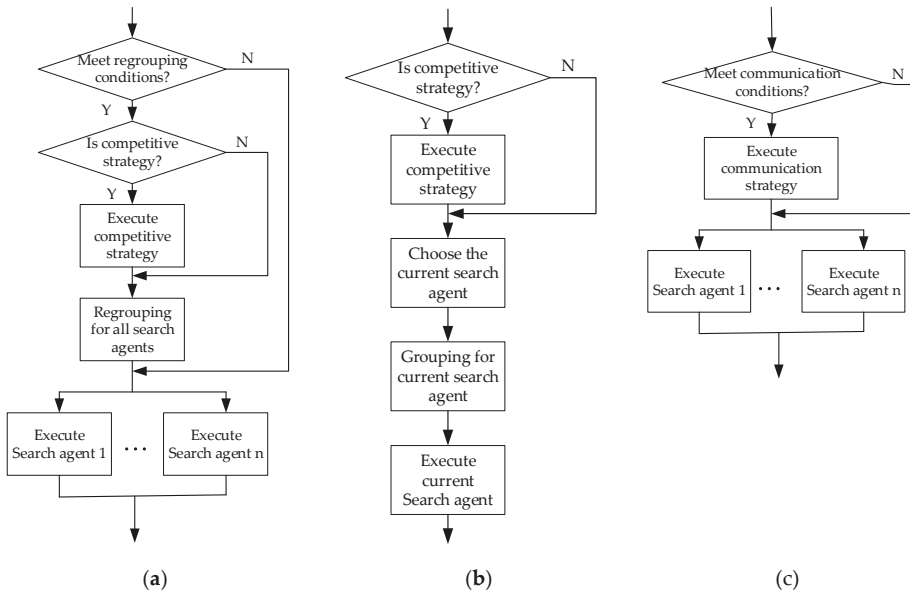 Meet regrouping
conditions?
N
Y
Is competitive
strategy?
N
Y
Execute
competitive
strategy
Regrouping
for all search
agents
Execute
Search agent 1
...
Execute
Search agent n
(a)
Is competitive
strategy?
N
Y
Execute
competitive
strategy
Choose the
current search
agent
Grouping for
current search
agent
Execute
current
Search agent
(b)
Meet communication
conditions?
N
Y
Execute
communication
strategy
Execute
Search agent 1
...
Execute
Search agent n
(c)